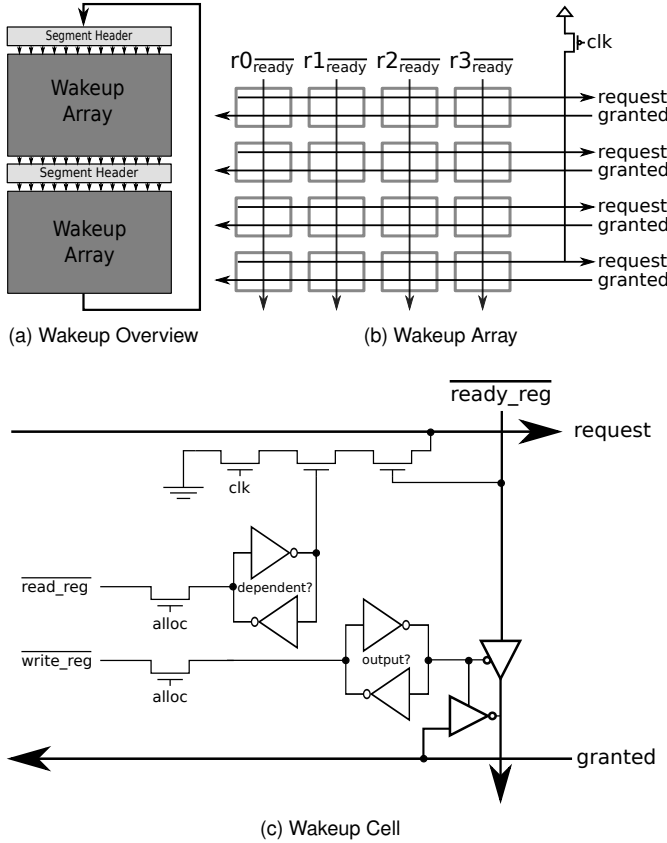 Segment Header
Wakeup
Array
Segment Header
Wakeup
Array
(a) Wakeup Overview
clk
r0ready r1ready r2ready r3ready
request
granted
request
granted
request
granted
request
granted
(b) Wakeup Array
ready_reg
request
clk
read_reg
dependent?
alloc
write_reg
output?
alloc
granted
(c) Wakeup Cell